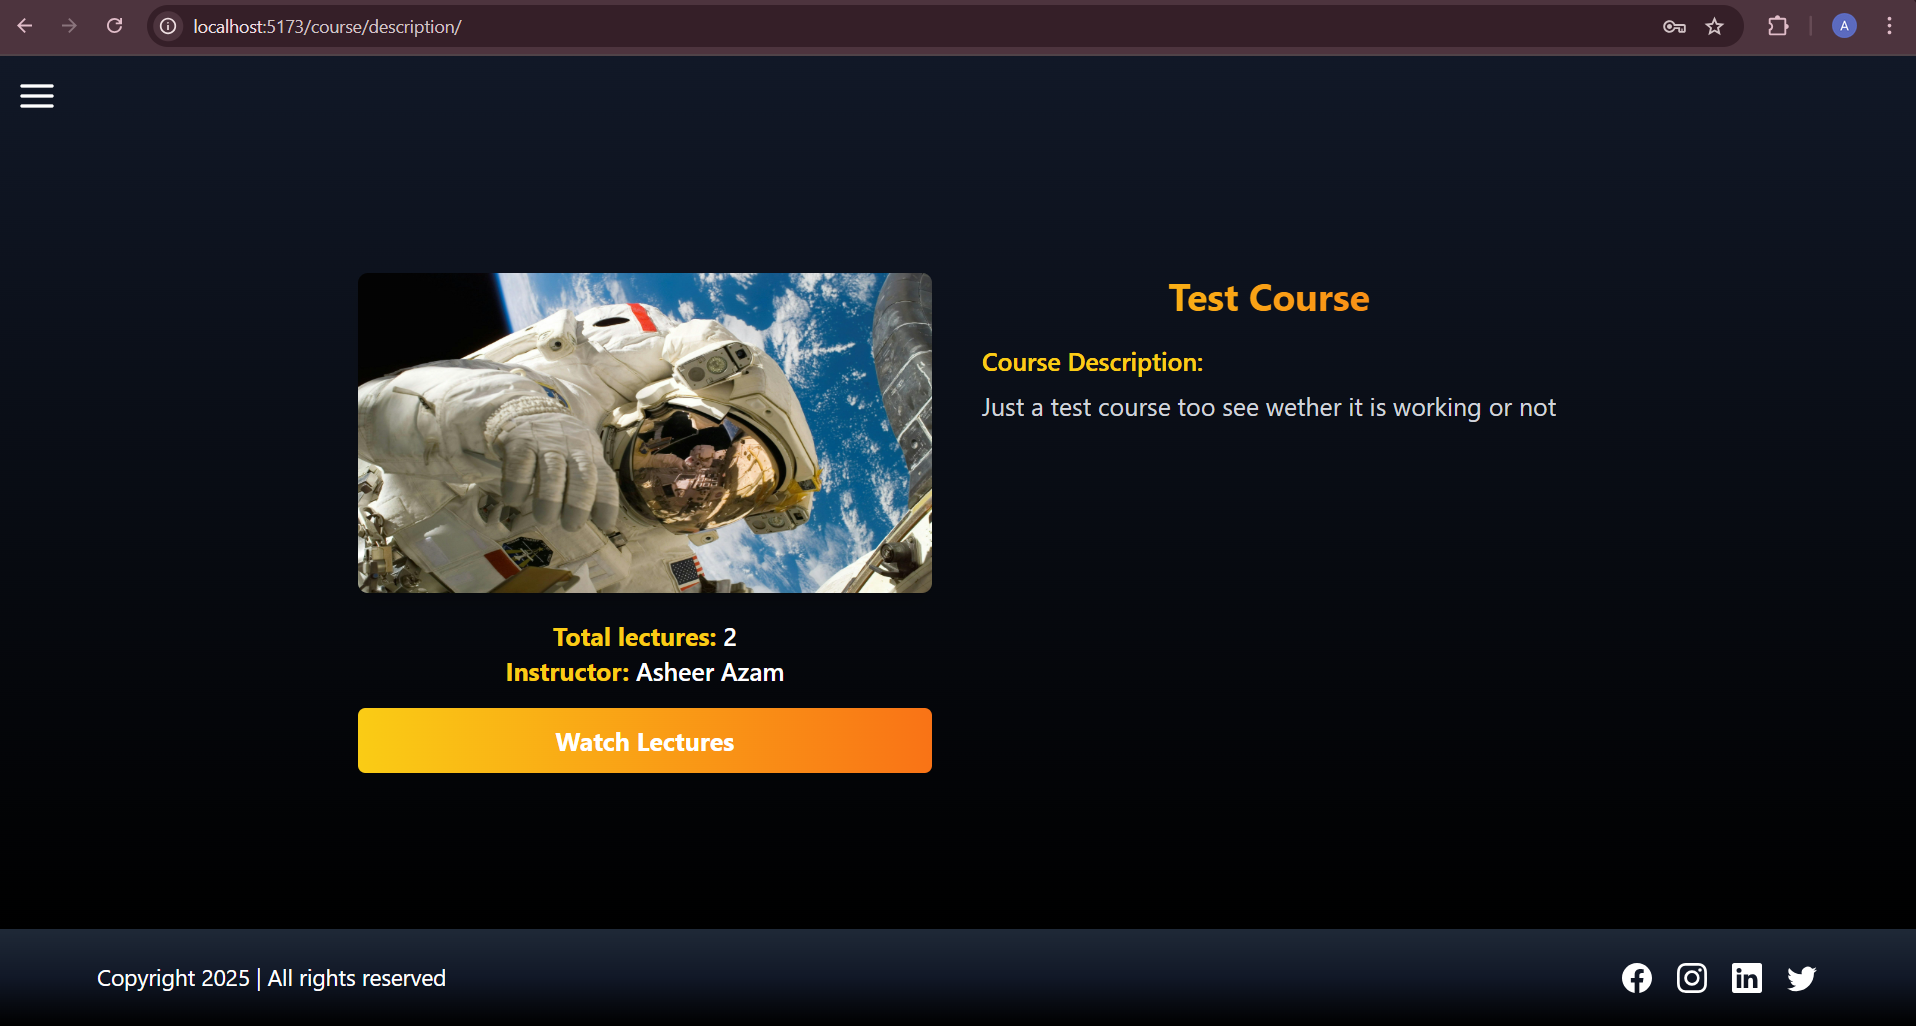 localhost:5173/course/description/
A
Test Course
Course Description:
Just a test course too see wether it is working or not
Total lectures: 2
Instructor: Asheer Azam
Watch Lectures
Copyright 2025 | All rights reserved